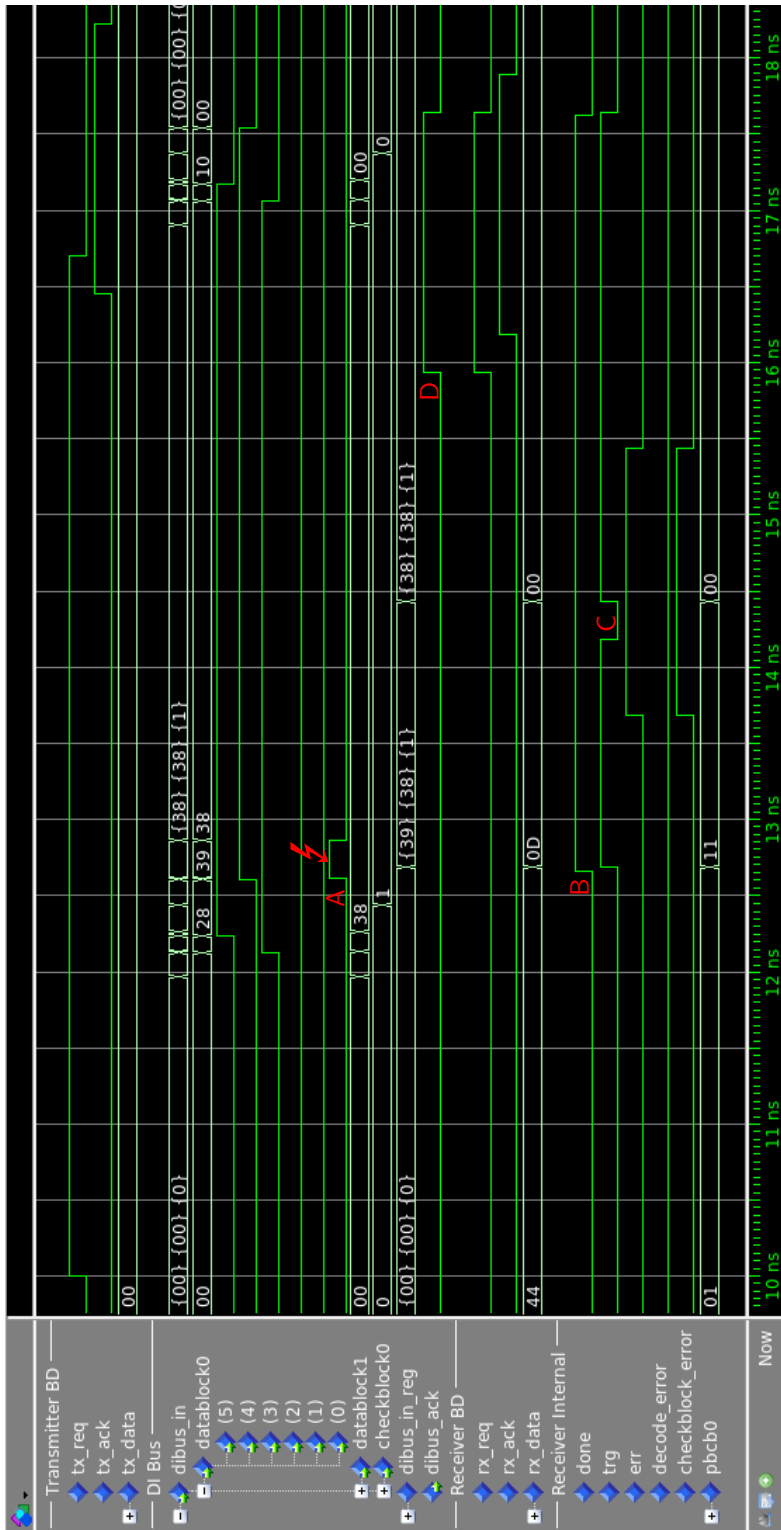 Transmitter BD
tx_req
tx_ack
tx_data 00
DI Bus
dibus_in {00} {00} {0} {38} {38} {1} {00} {00} {0
datablock0 00 28 39 38 10 00
(5)
(4)
(3)
(2)
(1)
(0) A
datablock1 00 38 00
checkblock0 0 1 0
dibus_in_reg {00} {00} {0} {39} {38} {1} {38} {38} {1}
dibus_ack D
Receiver BD
rx_req
rx_ack
rx_data 44 0D 00
Receiver Internal
done B
trg C
err
decode_error
checkblock_error
pbcb0 01 11 00
Now 10 ns 11 ns 12 ns 13 ns 14 ns 15 ns 16 ns 17 ns 18 ns